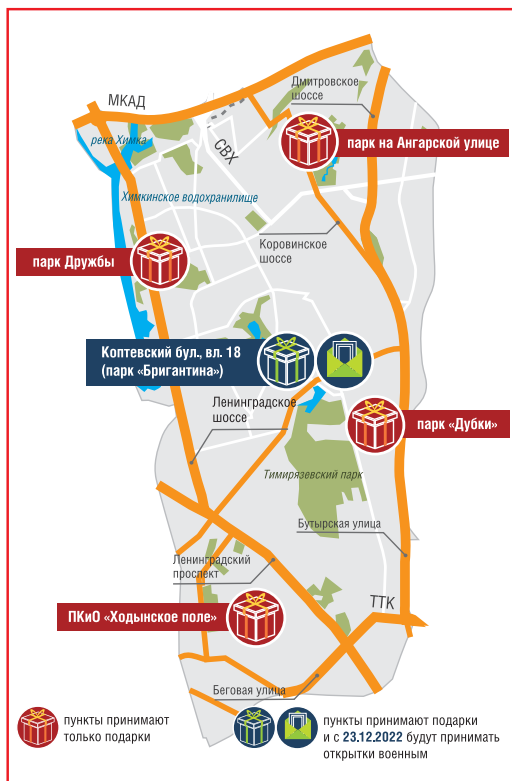 МКАД
Дмитровское
шоссе
река Химка
СВХ
парк на Ангарской улице
Химкинское водохранилище
Коровинское
шоссе
парк Дружбы
Коптевский бул., вл. 18
(парк «Бригантина»)
Ленинградское
шоссе
парк «Дубки»
Тимирязевский парк
Бутырская улица
Ленинградский
проспект
ТТК
ПКиО «Ходынское поле»
Беговая улица
пункты принимают
только подарки
пункты принимают подарки
и с 23.12.2022 будут принимать
открытки военным